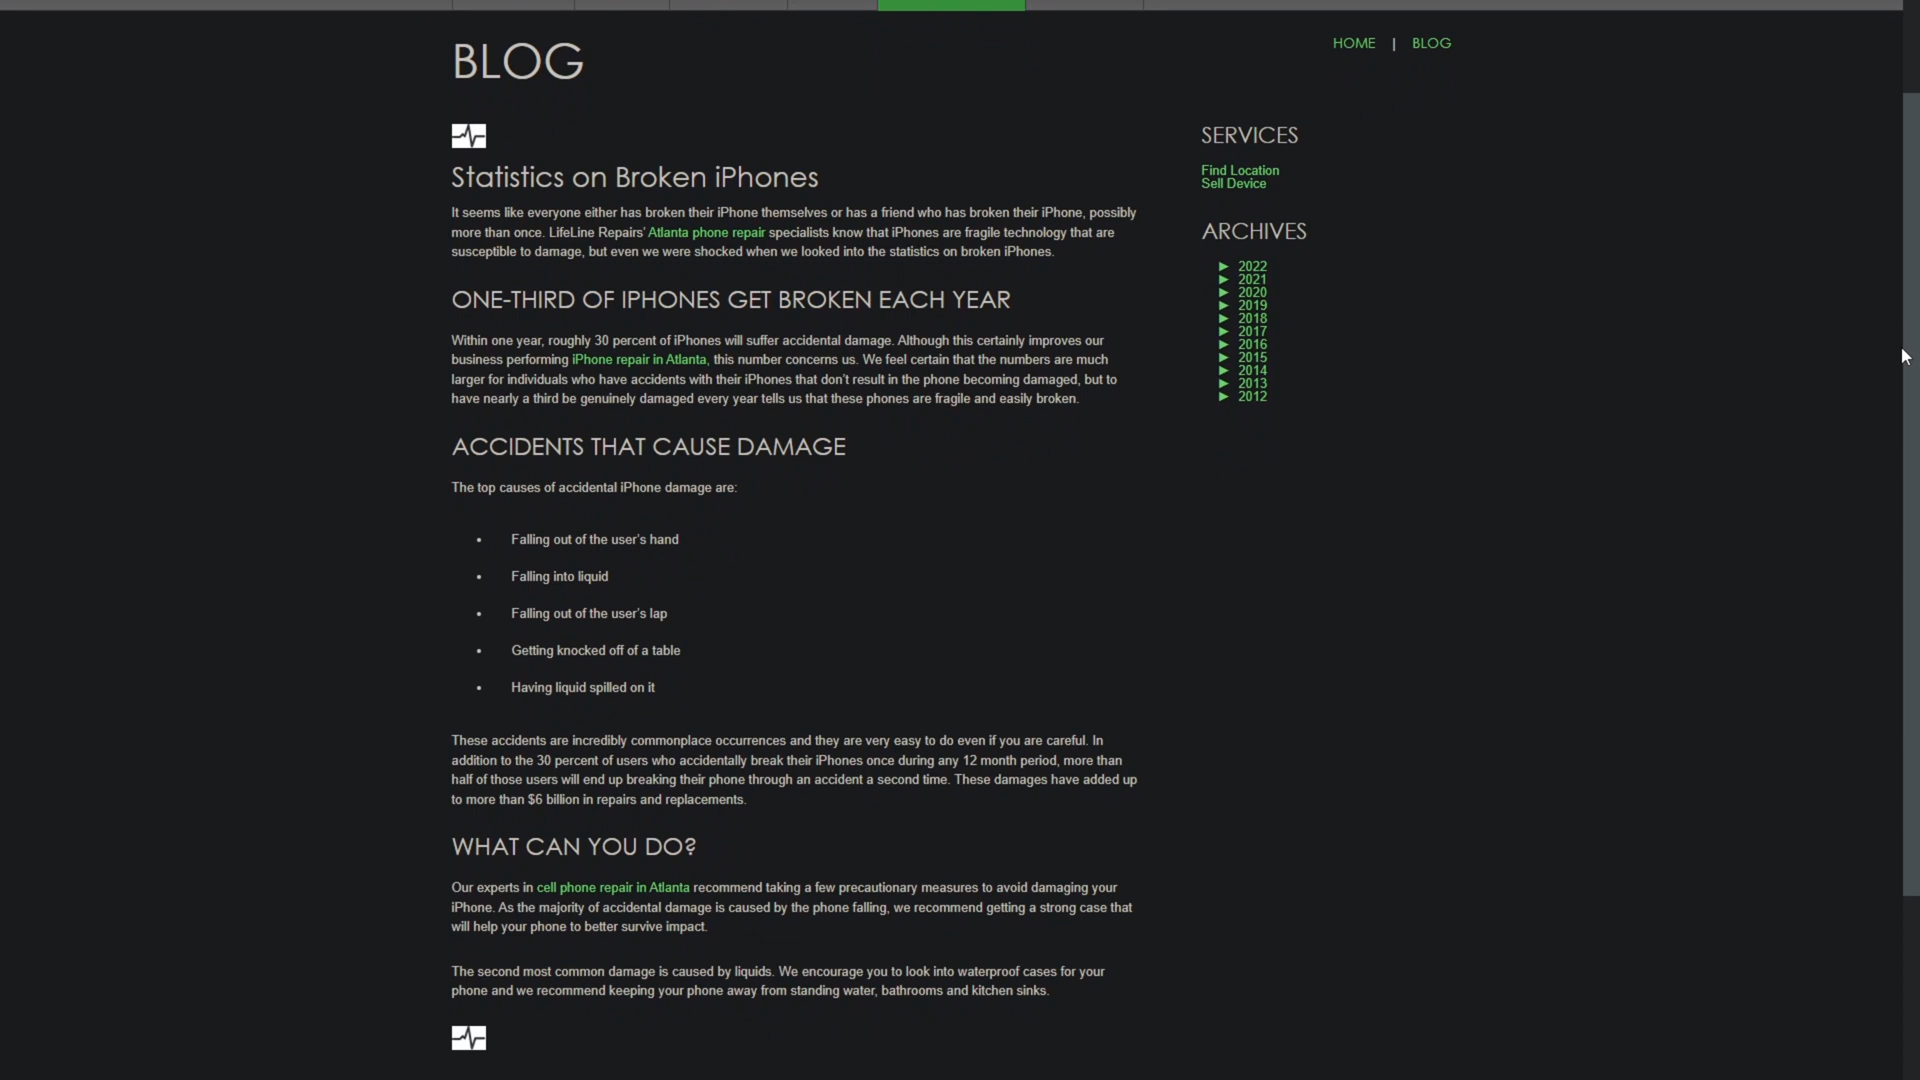 BLOG
HOME | BLOG
Statistics on Broken iPhones
It seems like everyone either has broken their iPhone themselves or has a friend who has broken their iPhone, possibly
more than once. LifeLine Repairs' Atlanta phone repair specialists know that iPhones are fragile technology that are
susceptible to damage, but even we were shocked when we looked into the statistics on broken iPhones.
ONE-THIRD OF IPHONES GET BROKEN EACH YEAR
Within one year, roughly 30 percent of iPhones will suffer accidental damage. Although this certainly improves our
business performing iPhone repair in Atlanta, this number concerns us. We feel certain that the numbers are much
larger for individuals who have accidents with their iPhones that don't result in the phone becoming damaged, but to
have nearly a third be genuinely damaged every year tells us that these phones are fragile and easily broken.
ACCIDENTS THAT CAUSE DAMAGE
The top causes of accidental iPhone damage are:
• Falling out of the user's hand
• Falling into liquid
• Falling out of the user's lap
• Getting knocked off of a table
• Having liquid spilled on it
These accidents are incredibly commonplace occurrences and they are very easy to do even if you are careful. In
addition to the 30 percent of users who accidentally break their iPhones once during any 12 month period, more than
half of those users will end up breaking their phone through an accident a second time. These damages have added up
to more than $6 billion in repairs and replacements.
WHAT CAN YOU DO?
Our experts in cell phone repair in Atlanta recommend taking a few precautionary measures to avoid damaging your
iPhone. As the majority of accidental damage is caused by the phone falling, we recommend getting a strong case that
will help your phone to better survive impact.
The second most common damage is caused by liquids. We encourage you to look into waterproof cases for your
phone and we recommend keeping your phone away from standing water, bathrooms and kitchen sinks.
SERVICES
Find Location
Sell Device
ARCHIVES
► 2022
► 2021
► 2020
► 2019
► 2018
► 2017
► 2016
► 2015
► 2014
► 2013
► 2012